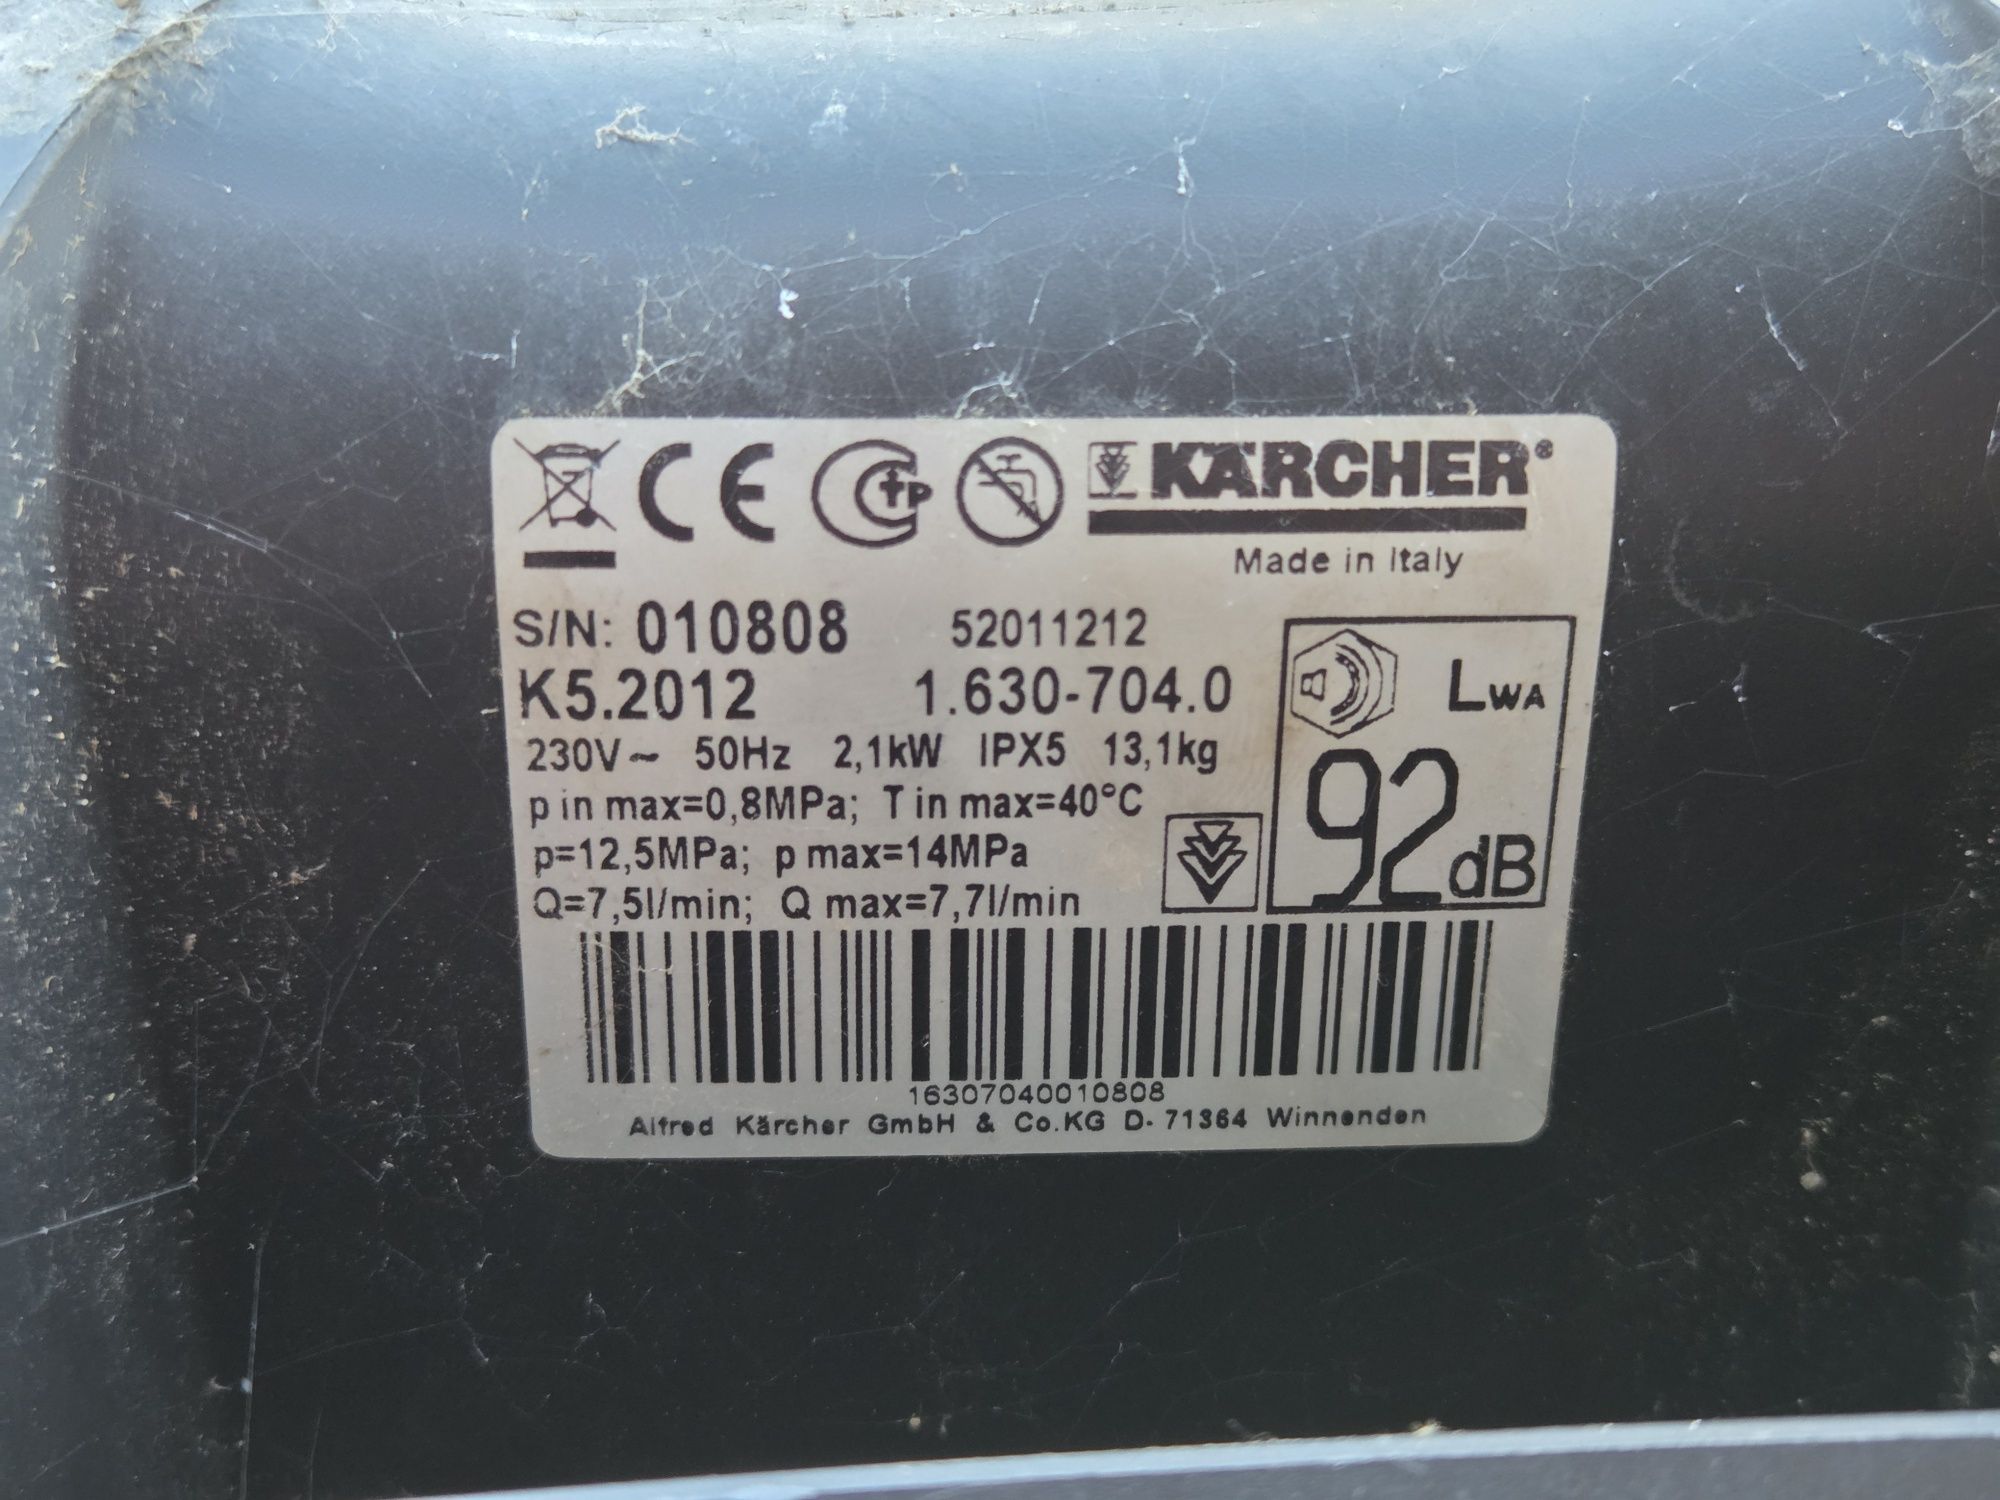 CE
KÄRCHER®
Made in Italy
S/N: 010808 52011212
K5.2012 1.630-704.0
230V~ 50Hz 2,1kW IPX5 13,1kg
p in max=0,8MPa; T in max=40°C
p=12,5MPa; p max=14MPa
Q=7,5l/min; Q max=7,7l/min
LWA
92dB
16307040010808
Alfred Kärcher GmbH & Co.KG D-71364 Winnenden